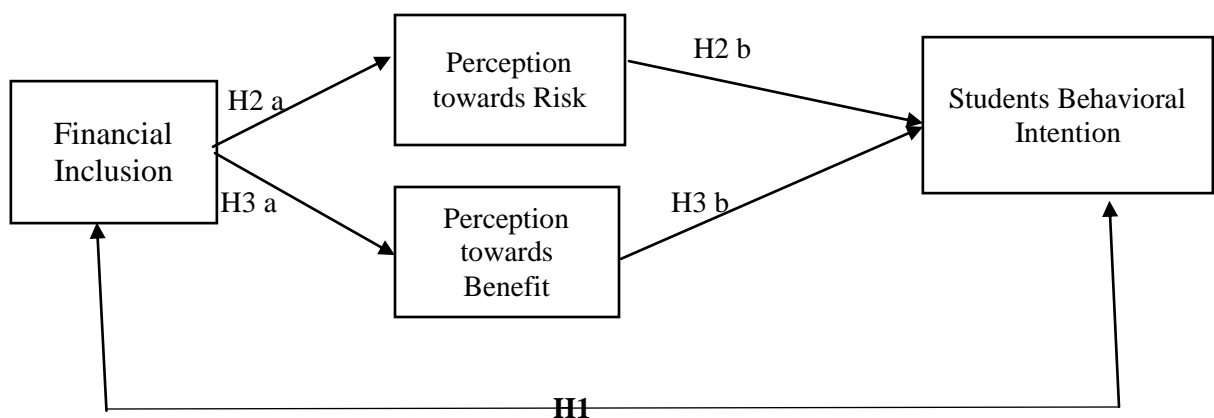 Financial
Inclusion
H2 a
H3 a
Perception
towards Risk
Perception
towards
Benefit
H2 b
H3 b
Students Behavioral
Intention
H1